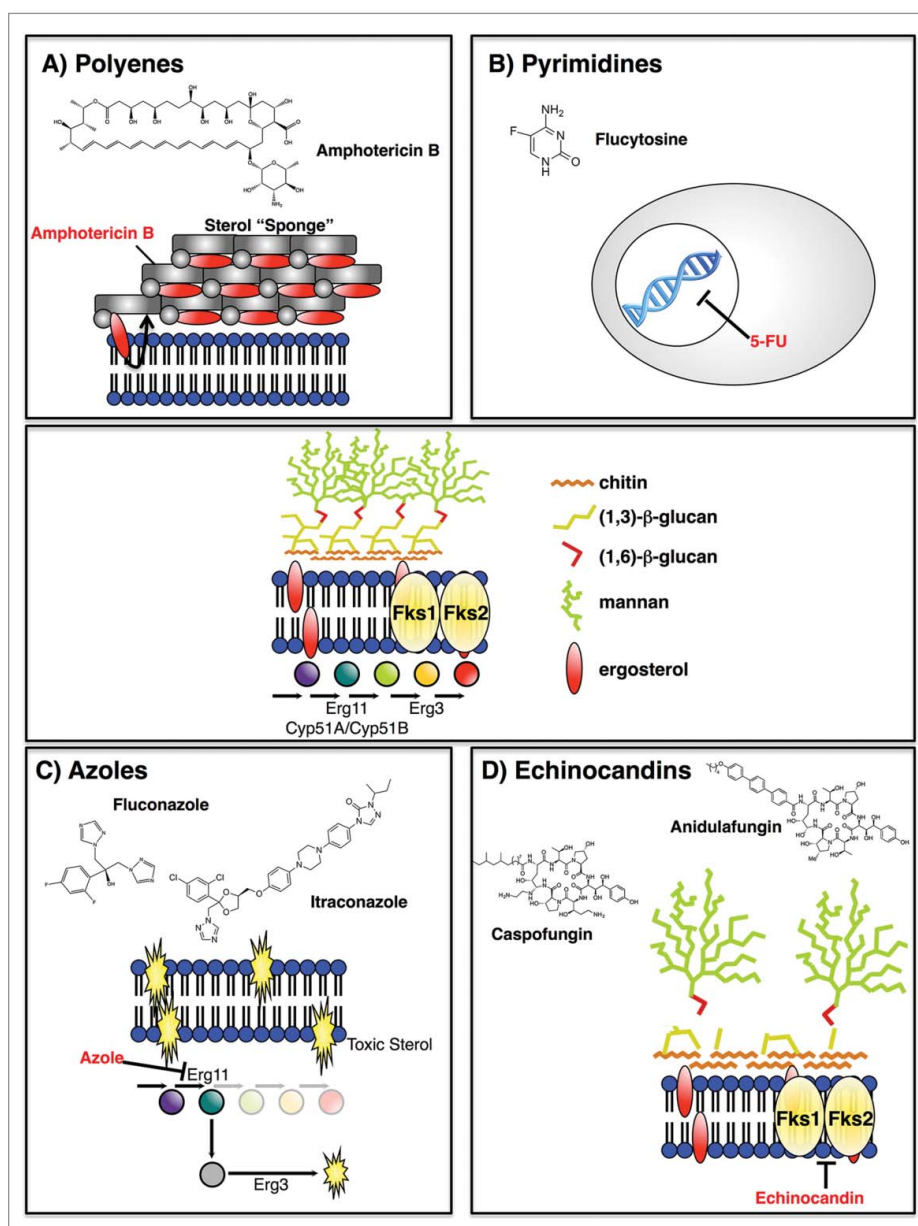 A) Polyenes
Amphotericin B
Sterol “Sponge”
Amphotericin B
B) Pyrimidines
NH₂
F
N
N
H
O
Flucytosine
5-FU
chitin
(1,3)-β-glucan
(1,6)-β-glucan
mannan
ergosterol
Fks1
Fks2
Erg11
Erg3
Cyp51A/Cyp51B
C) Azoles
Fluconazole
Itraconazole
Toxic Sterol
Azole
Erg11
Erg3
D) Echinocandins
Anidulafungin
Caspofungin
Fks1
Fks2
Echinocandin